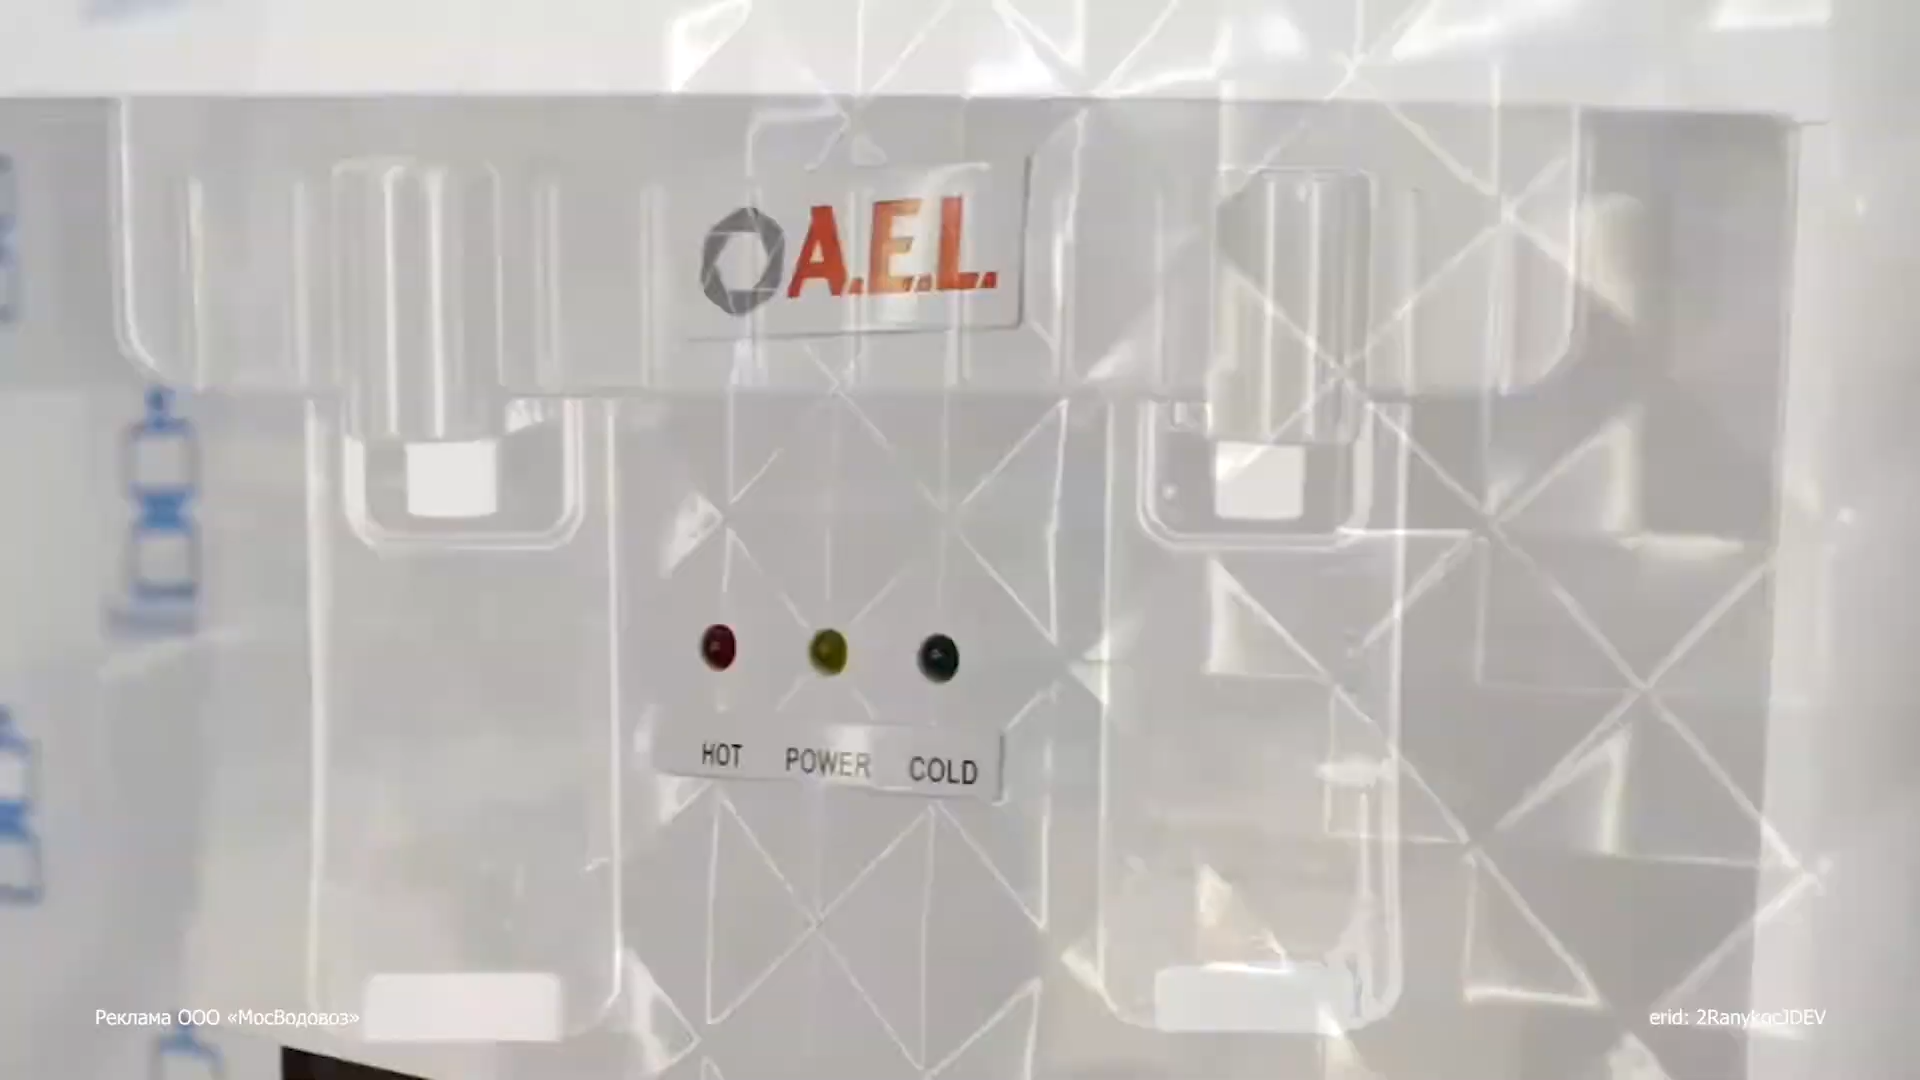 A.E.L.
HOT POWER COLD
Реклама ООО «МосВодовоз»
erid: 2RanykocJDEV